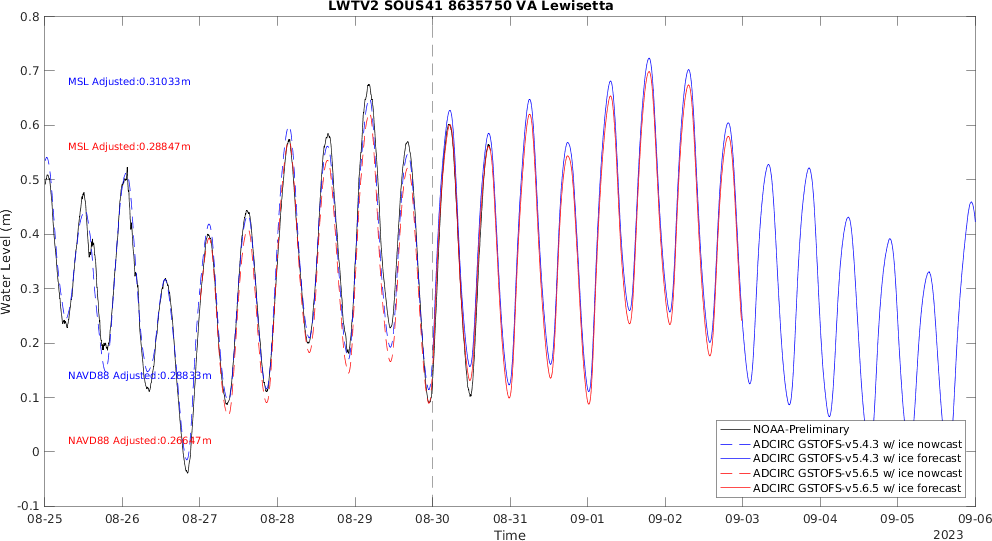 LWTV2 SOUS41 8635750 VA Lewisetta
0.8
0.7
0.6
0.5
0.4
0.3
0.2
0.1
0
-0.1
Water Level (m)
MSL Adjusted:0.31033m
MSL Adjusted:0.28847m
NAVD88 Adjusted:0.28833m
NAVD88 Adjusted:0.26647m
NOAA-Preliminary
ADCIRC GSTOFS-v5.4.3 w/ ice nowcast
ADCIRC GSTOFS-v5.4.3 w/ ice forecast
ADCIRC GSTOFS-v5.6.5 w/ ice nowcast
ADCIRC GSTOFS-v5.6.5 w/ ice forecast
08-25 08-26 08-27 08-28 08-29 08-30 08-31 09-01 09-02 09-03 09-04 09-05 09-06
Time
2023